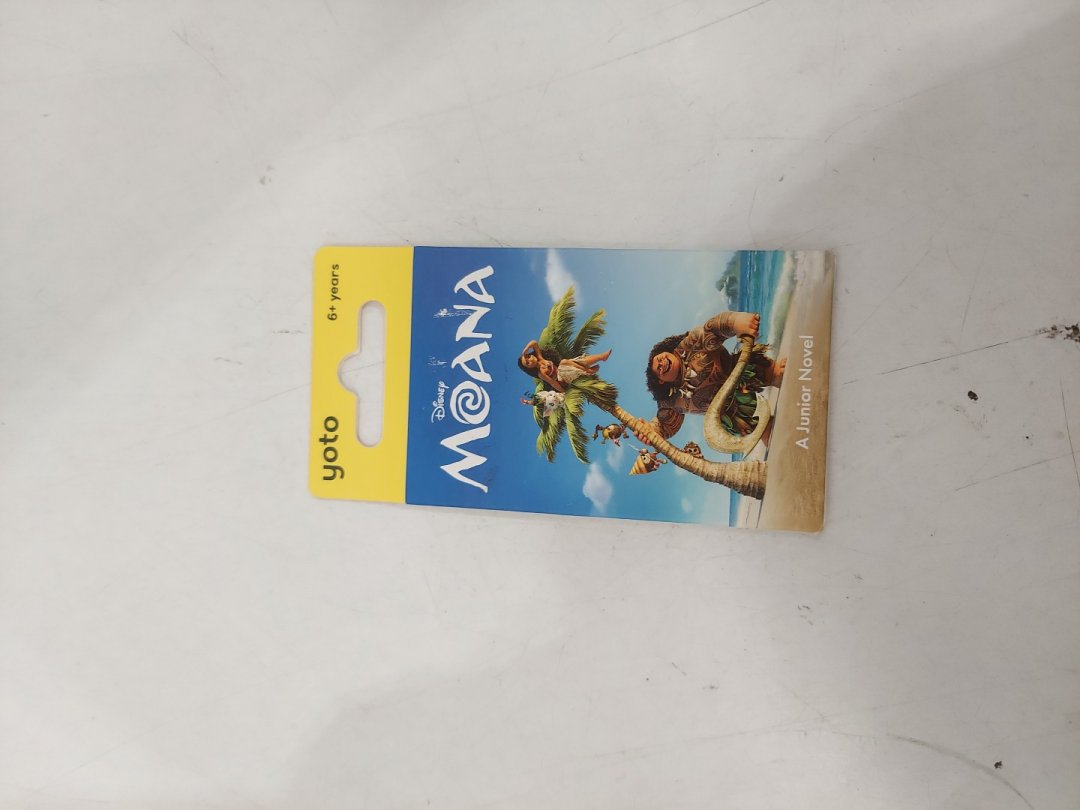 yoto
6+ years
Disney
MOANA
A Junior Novel